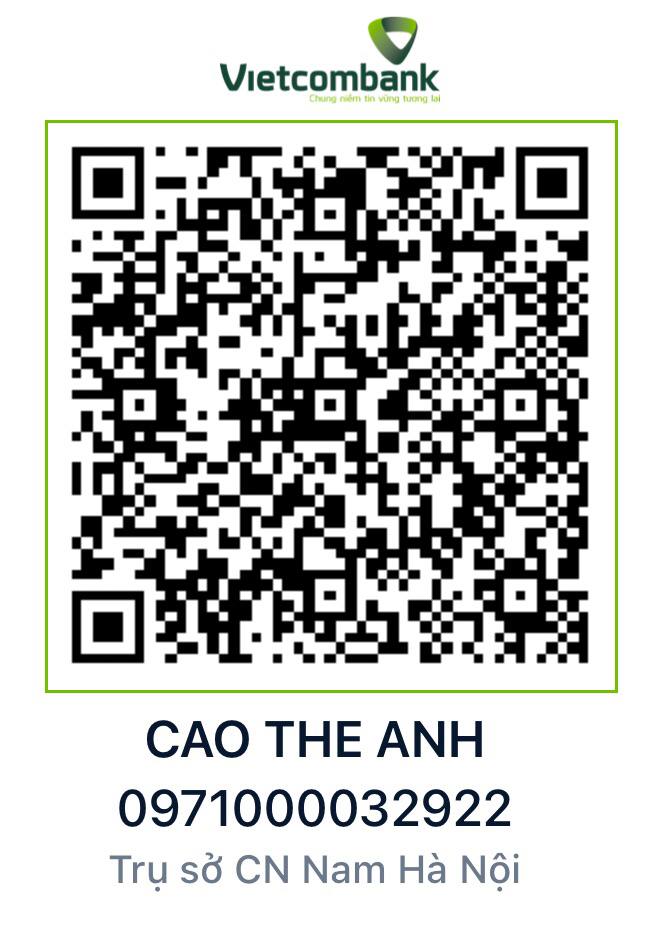 Vietcombank
Chung niềm tin vững tương lai
CAO THE ANH
0971000032922
Trụ sở CN Nam Hà Nội